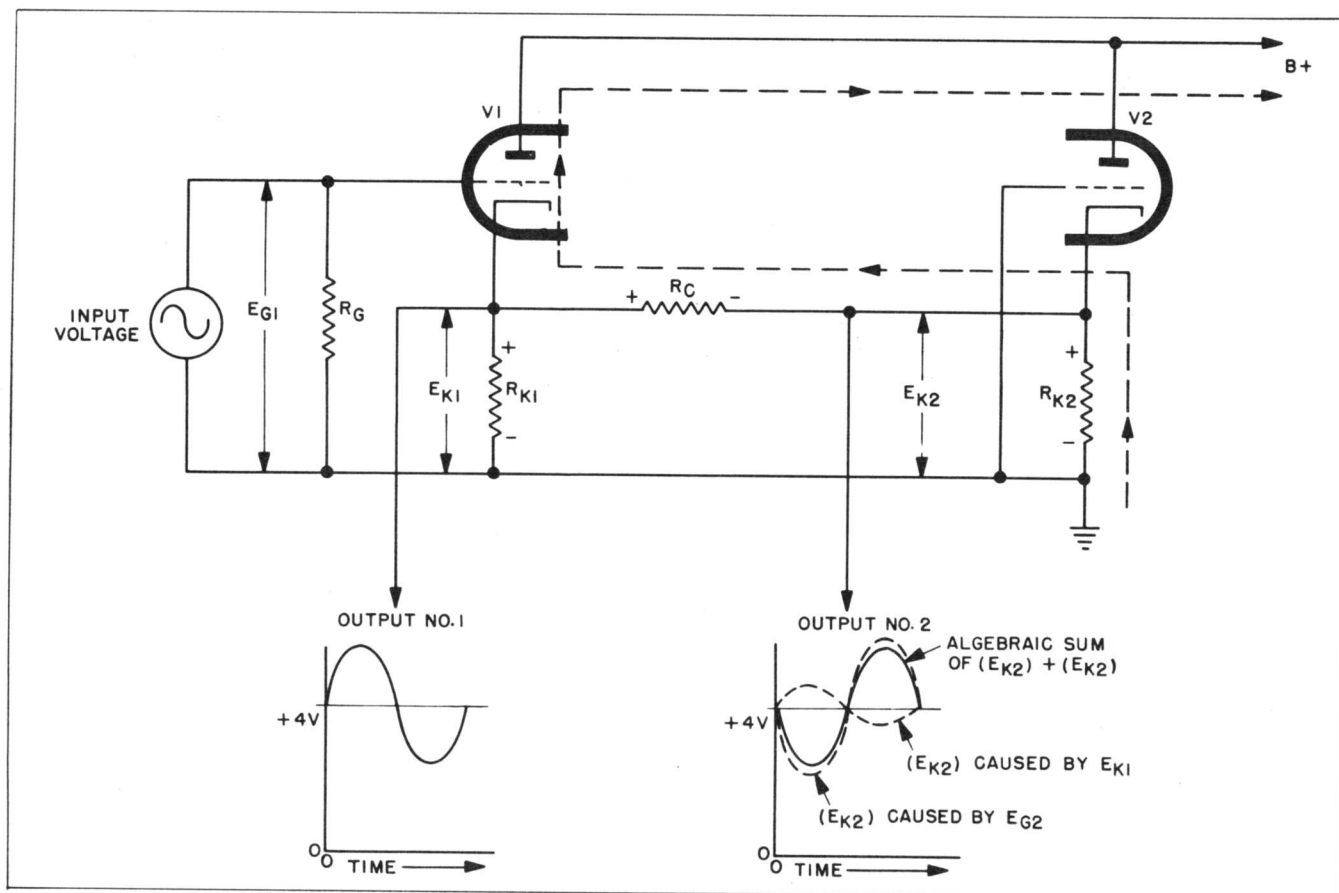 B+
V1
V2
INPUT
VOLTAGE
EG1
RG
+ RC -
EK1
+
RK1
-
EK2
+
RK2
-
OUTPUT NO. 1
+4V
0
0
TIME
OUTPUT NO. 2
ALGEBRAIC SUM
OF (EK2) + (EK2)
+4V
(EK2) CAUSED BY EK1
(EK2) CAUSED BY EG2
0
0
TIME